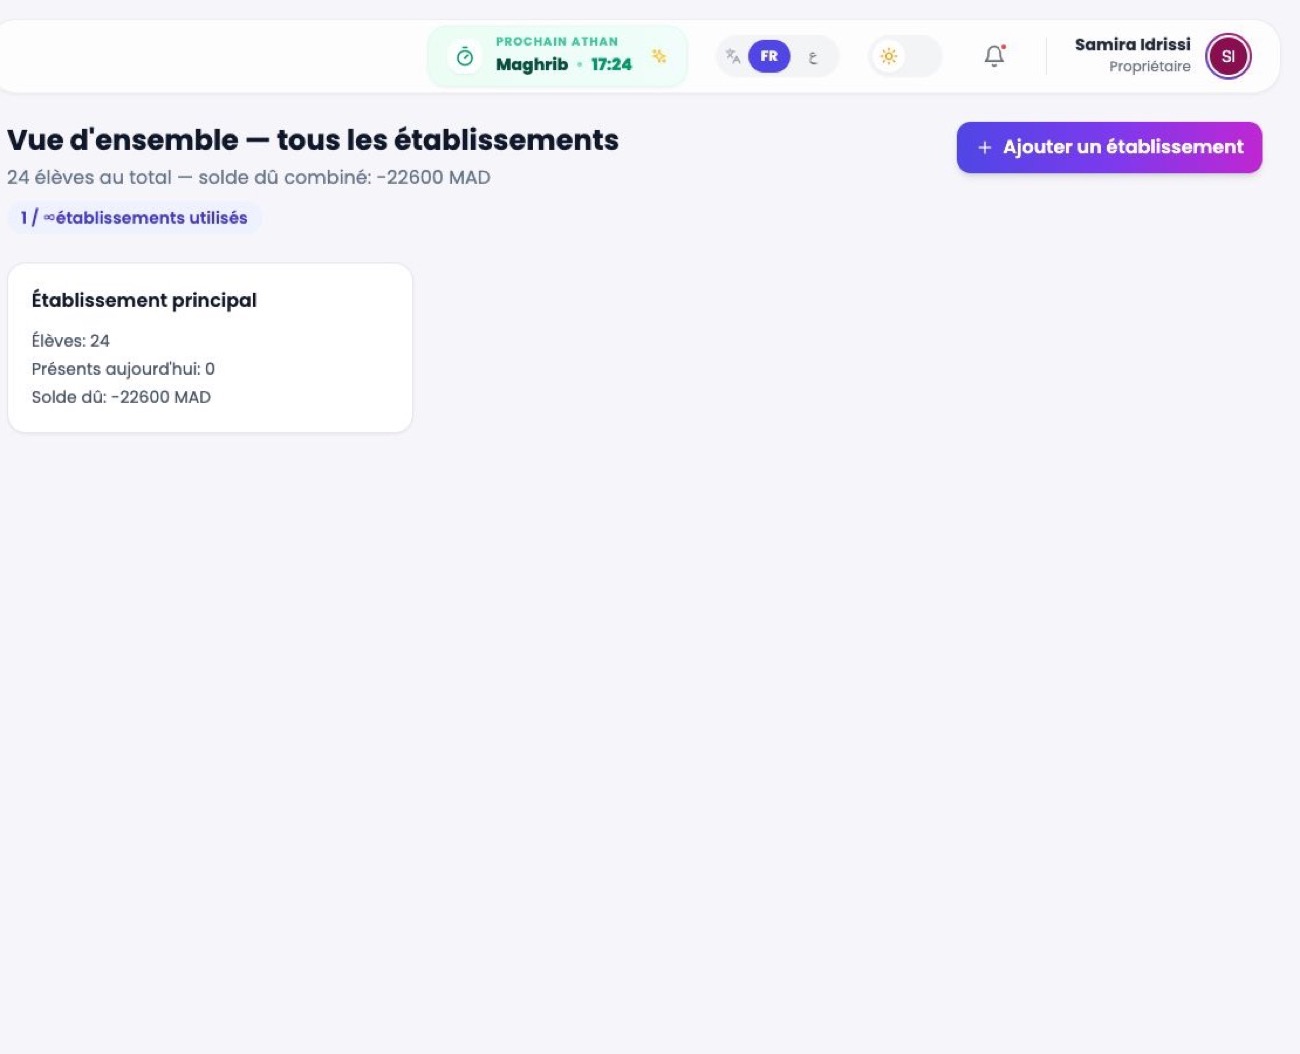 PROCHAIN ATHAN
Maghrib • 17:24
FR
ع
Samira Idrissi
Propriétaire
SI
Vue d'ensemble — tous les établissements
+ Ajouter un établissement
24 élèves au total — solde dû combiné: -22600 MAD
1 / ∞établissements utilisés
Établissement principal
Élèves: 24
Présents aujourd'hui: 0
Solde dû: -22600 MAD